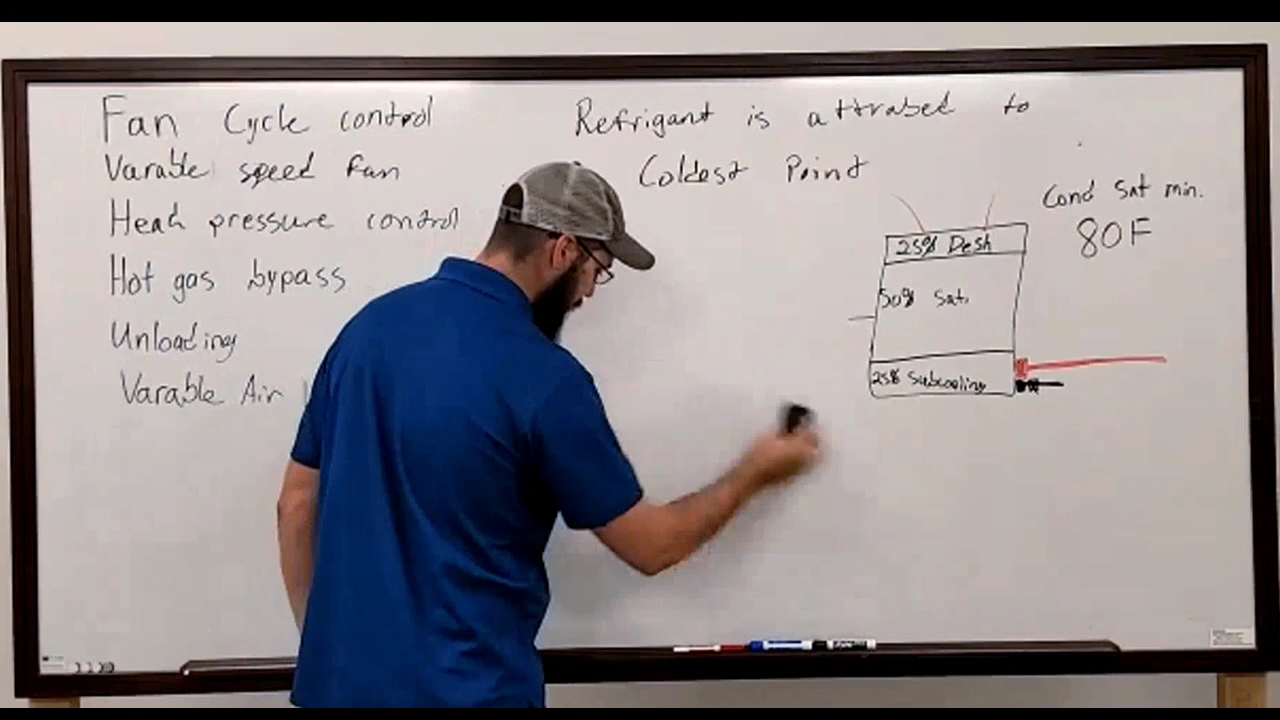 Fan Cycle control
Varable speed fan
Head pressure control
Hot gas bypass
Unloading
Varable Air
Refrigant is attrabed to
Coldest Point
Cond Sat min.
80F
25% Desh
50% Sat.
25% Subcooling